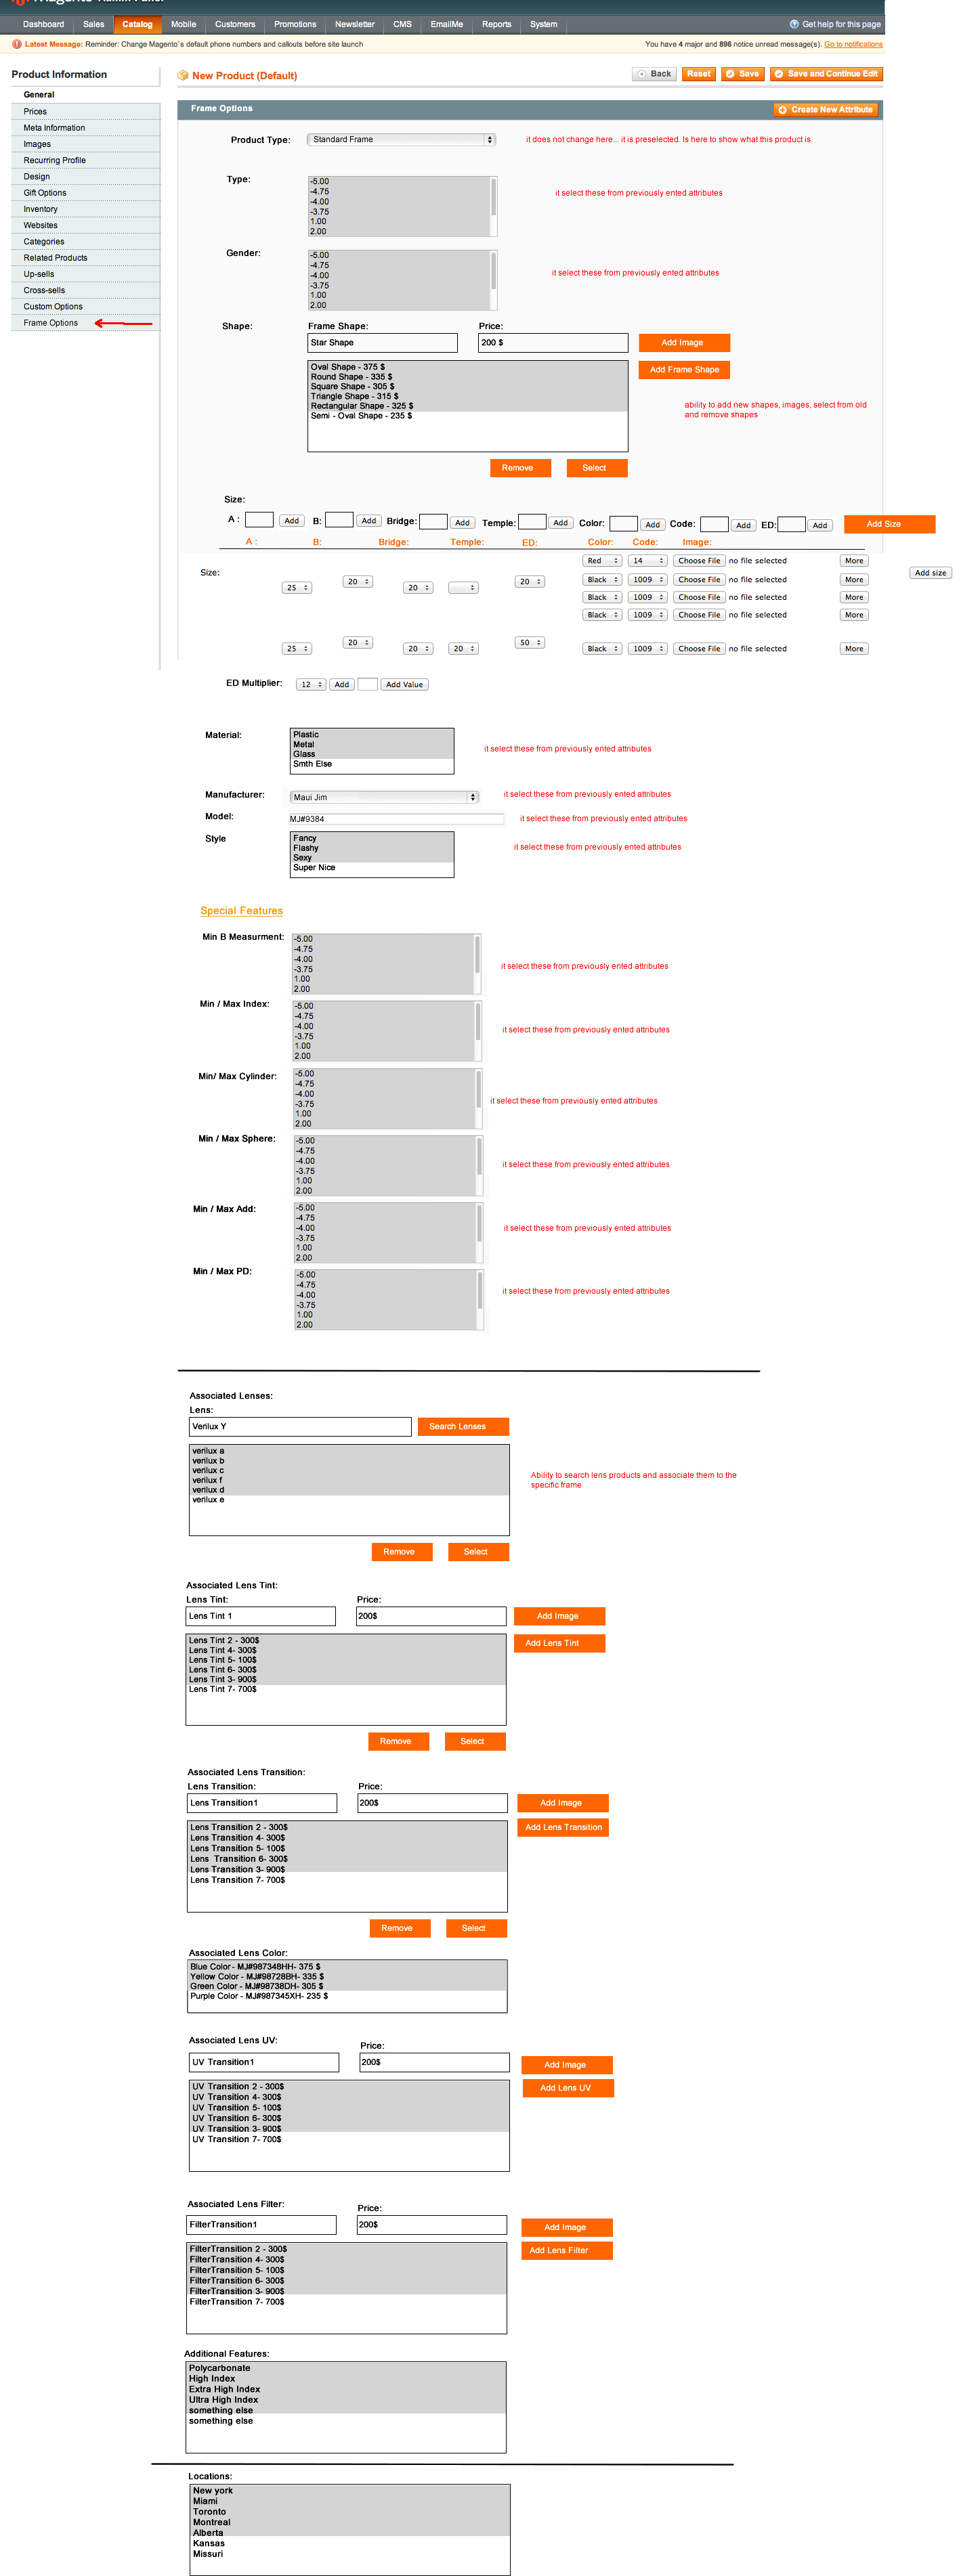 Dashboard Sales Catalog Mobile Customers Promotions Newsletter CMS EmailMe Reports System Get help for this page
Latest Message: Reminder: Change Magento`s default phone numbers and callouts before site launch You have 4 major and 896 notice unread message(s). Go to notifications
Product Information
General
Prices
Meta Information
Images
Recurring Profile
Design
Gift Options
Inventory
Websites
Categories
Related Products
Up-sells
Cross-sells
Custom Options
Frame Options
New Product (Default) Back Reset Save Save and Continue Edit
Frame Options Create New Attribute
Product Type: Standard Frame it does not change here... it is preselected. Is here to show what this product is.
Type:
-5.00
-4.75
-4.00
-3.75
1.00
2.00
it select these from previously ented attributes
Gender:
-5.00
-4.75
-4.00
-3.75
1.00
2.00
it select these from previously ented attributes
Shape: Frame Shape: Price:
Star Shape 200 $ Add Image
Add Frame Shape
Oval Shape - 375 $
Round Shape - 335 $
Square Shape - 305 $
Triangle Shape - 315 $
Rectangular Shape - 325 $
Semi - Oval Shape - 235 $
ability to add new shapes, images, select from old
and remove shapes
Remove Select
Size:
A : Add B: Add Bridge: Add Temple: Add Color: Add Code: Add ED: Add Add Size
A : B: Bridge: Temple: ED: Color: Code: Image:
Red 14 Choose File no file selected More
Size: 25 20 20 20 Black 1009 Choose File no file selected More Add size
Black 1009 Choose File no file selected More
Black 1009 Choose File no file selected More
25 20 20 20 50 Black 1009 Choose File no file selected More
ED Multiplier: 12 Add Add Value
Material:
Plastic
Metal
Glass
Smth Else
it select these from previously ented attributes
Manufacturer: Maui Jim it select these from previously ented attributes
Model: MJ#9384 it select these from previously ented attributes
Style
Fancy
Flashy
Sexy
Super Nice
it select these from previously ented attributes
Special Features
Min B Measurment:
-5.00
-4.75
-4.00
-3.75
1.00
2.00
it select these from previously ented attributes
Min / Max Index:
-5.00
-4.75
-4.00
-3.75
1.00
2.00
it select these from previously ented attributes
Min/ Max Cylinder:
-5.00
-4.75
-4.00
-3.75
1.00
2.00
it select these from previously ented attributes
Min / Max Sphere:
-5.00
-4.75
-4.00
-3.75
1.00
2.00
it select these from previously ented attributes
Min / Max Add:
-5.00
-4.75
-4.00
-3.75
1.00
2.00
it select these from previously ented attributes
Min / Max PD:
-5.00
-4.75
-4.00
-3.75
1.00
2.00
it select these from previously ented attributes
Associated Lenses:
Lens:
Verilux Y Search Lenses
verilux a
verilux b
verilux c
verilux f
verilux d
verilux e
Ability to search lens products and associate them to the
specific frame
Remove Select
Associated Lens Tint:
Lens Tint: Price:
Lens Tint 1 200$ Add Image
Add Lens Tint
Lens Tint 2 - 300$
Lens Tint 4- 300$
Lens Tint 5- 100$
Lens Tint 6- 300$
Lens Tint 3- 900$
Lens Tint 7- 700$
Remove Select
Associated Lens Transition:
Lens Transition: Price:
Lens Transition1 200$ Add Image
Add Lens Transition
Lens Transition 2 - 300$
Lens Transition 4- 300$
Lens Transition 5- 100$
Lens Transition 6- 300$
Lens Transition 3- 900$
Lens Transition 7- 700$
Remove Select
Associated Lens Color:
Blue Color - MJ#987348HH- 375 $
Yellow Color - MJ#98728BH- 335 $
Green Color - MJ#98738DH- 305 $
Purple Color - MJ#987345XH- 235 $
Associated Lens UV: Price:
UV Transition1 200$ Add Image
Add Lens UV
UV Transition 2 - 300$
UV Transition 4- 300$
UV Transition 5- 100$
UV Transition 6- 300$
UV Transition 3- 900$
UV Transition 7- 700$
Associated Lens Filter: Price:
FilterTransition1 200$ Add Image
Add Lens Filter
FilterTransition 2 - 300$
FilterTransition 4- 300$
FilterTransition 5- 100$
FilterTransition 6- 300$
FilterTransition 3- 900$
FilterTransition 7- 700$
Additional Features:
Polycarbonate
High Index
Extra High Index
Ultra High Index
something else
something else
Locations:
New york
Miami
Toronto
Montreal
Alberta
Kansas
Missuri